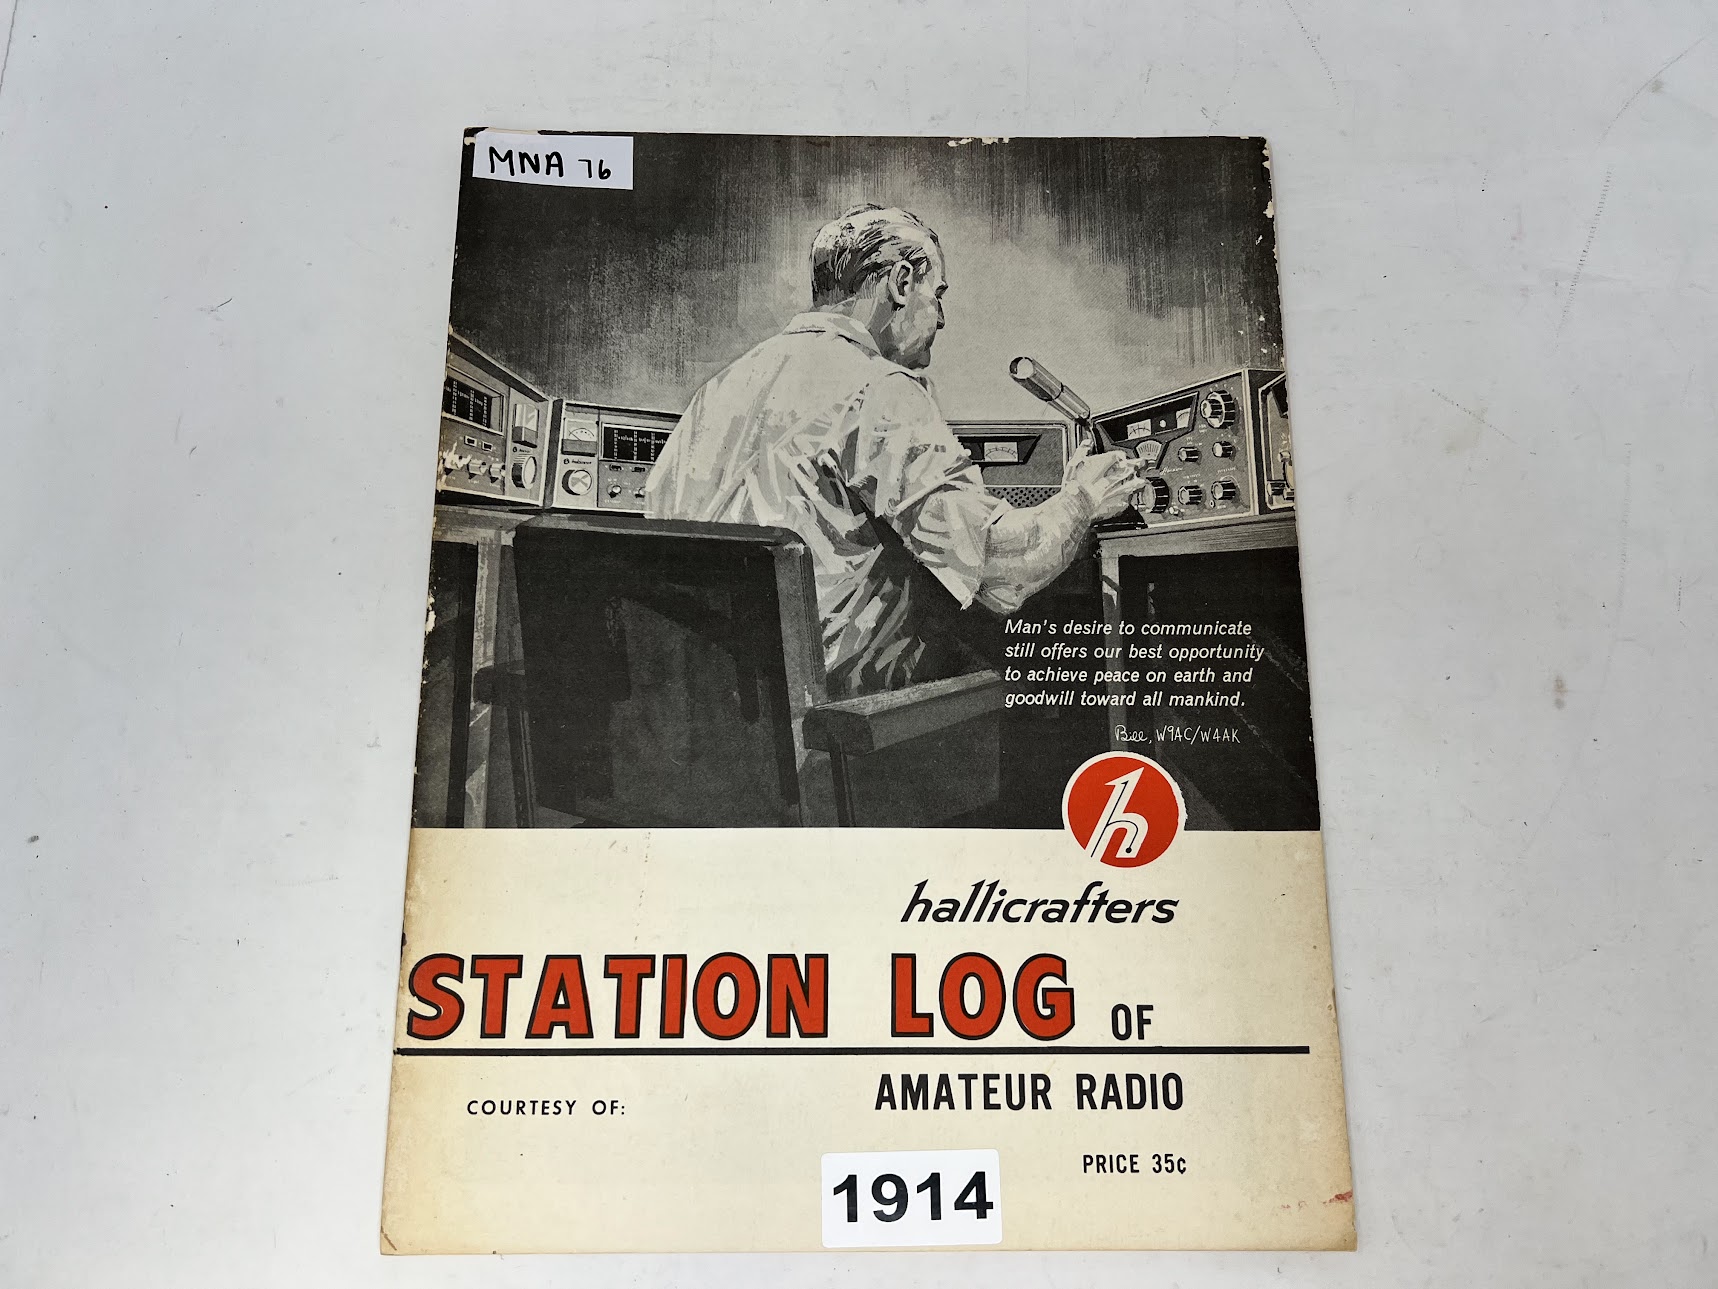 MNA 76
Man's desire to communicate
still offers our best opportunity
to achieve peace on earth and
goodwill toward all mankind.
Bill, W9AC/W4AK
h
hallicrafters
STATION LOG OF
AMATEUR RADIO
COURTESY OF:
PRICE 35¢
1914